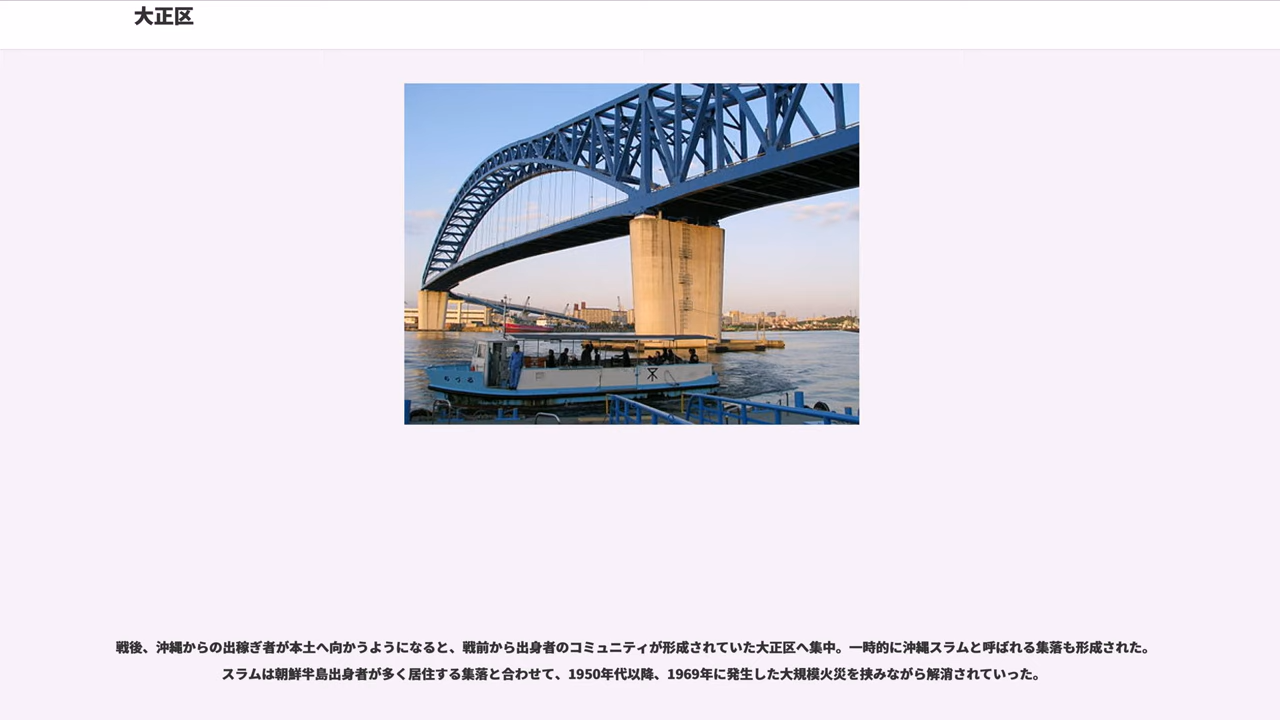 大正区
戦後、沖縄からの出稼ぎ者が本土へ向かうようになると、戦前から出身者のコミュニティが形成されていた大正区へ集中。一時的に沖縄スラムと呼ばれる集落も形成された。
スラムは朝鮮半島出身者が多く居住する集落と合わせて、1950年代以降、1969年に発生した大規模火災を挟みながら解消されていった。